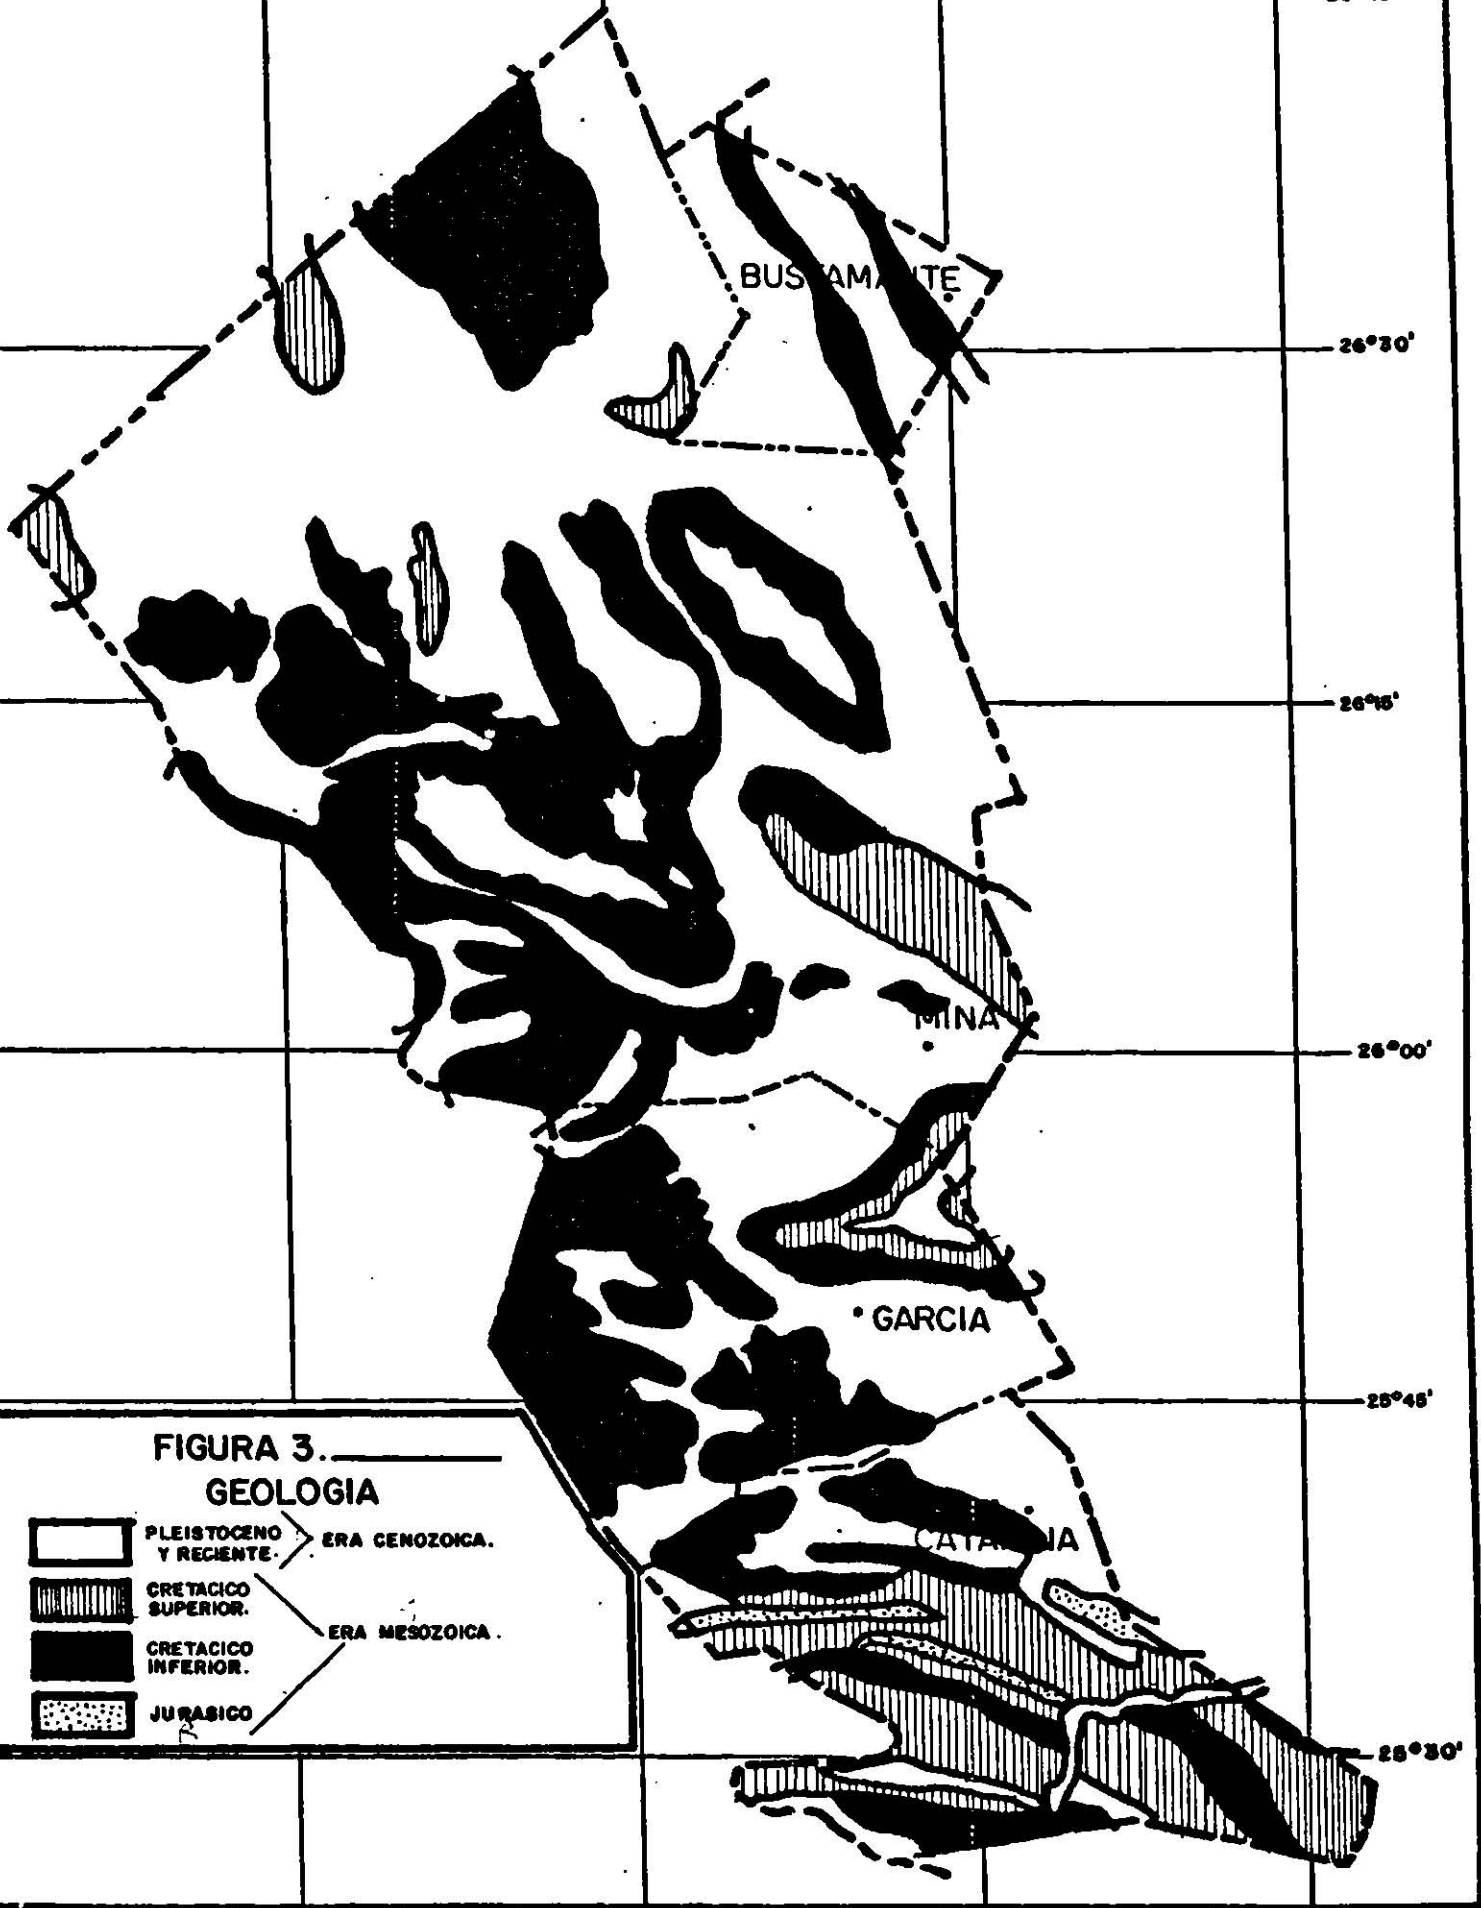 BUSTAMANTE
26°30'
26°15'
MINA
26°00'
GARCIA
25°45'
FIGURA 3.
GEOLOGIA
PLEISTOCENO
Y RECIENTE.
ERA CENOZOICA.
CATARINA
CRETACICO
SUPERIOR.
ERA MESOZOICA.
CRETACICO
INFERIOR.
JURASICO
25°30'